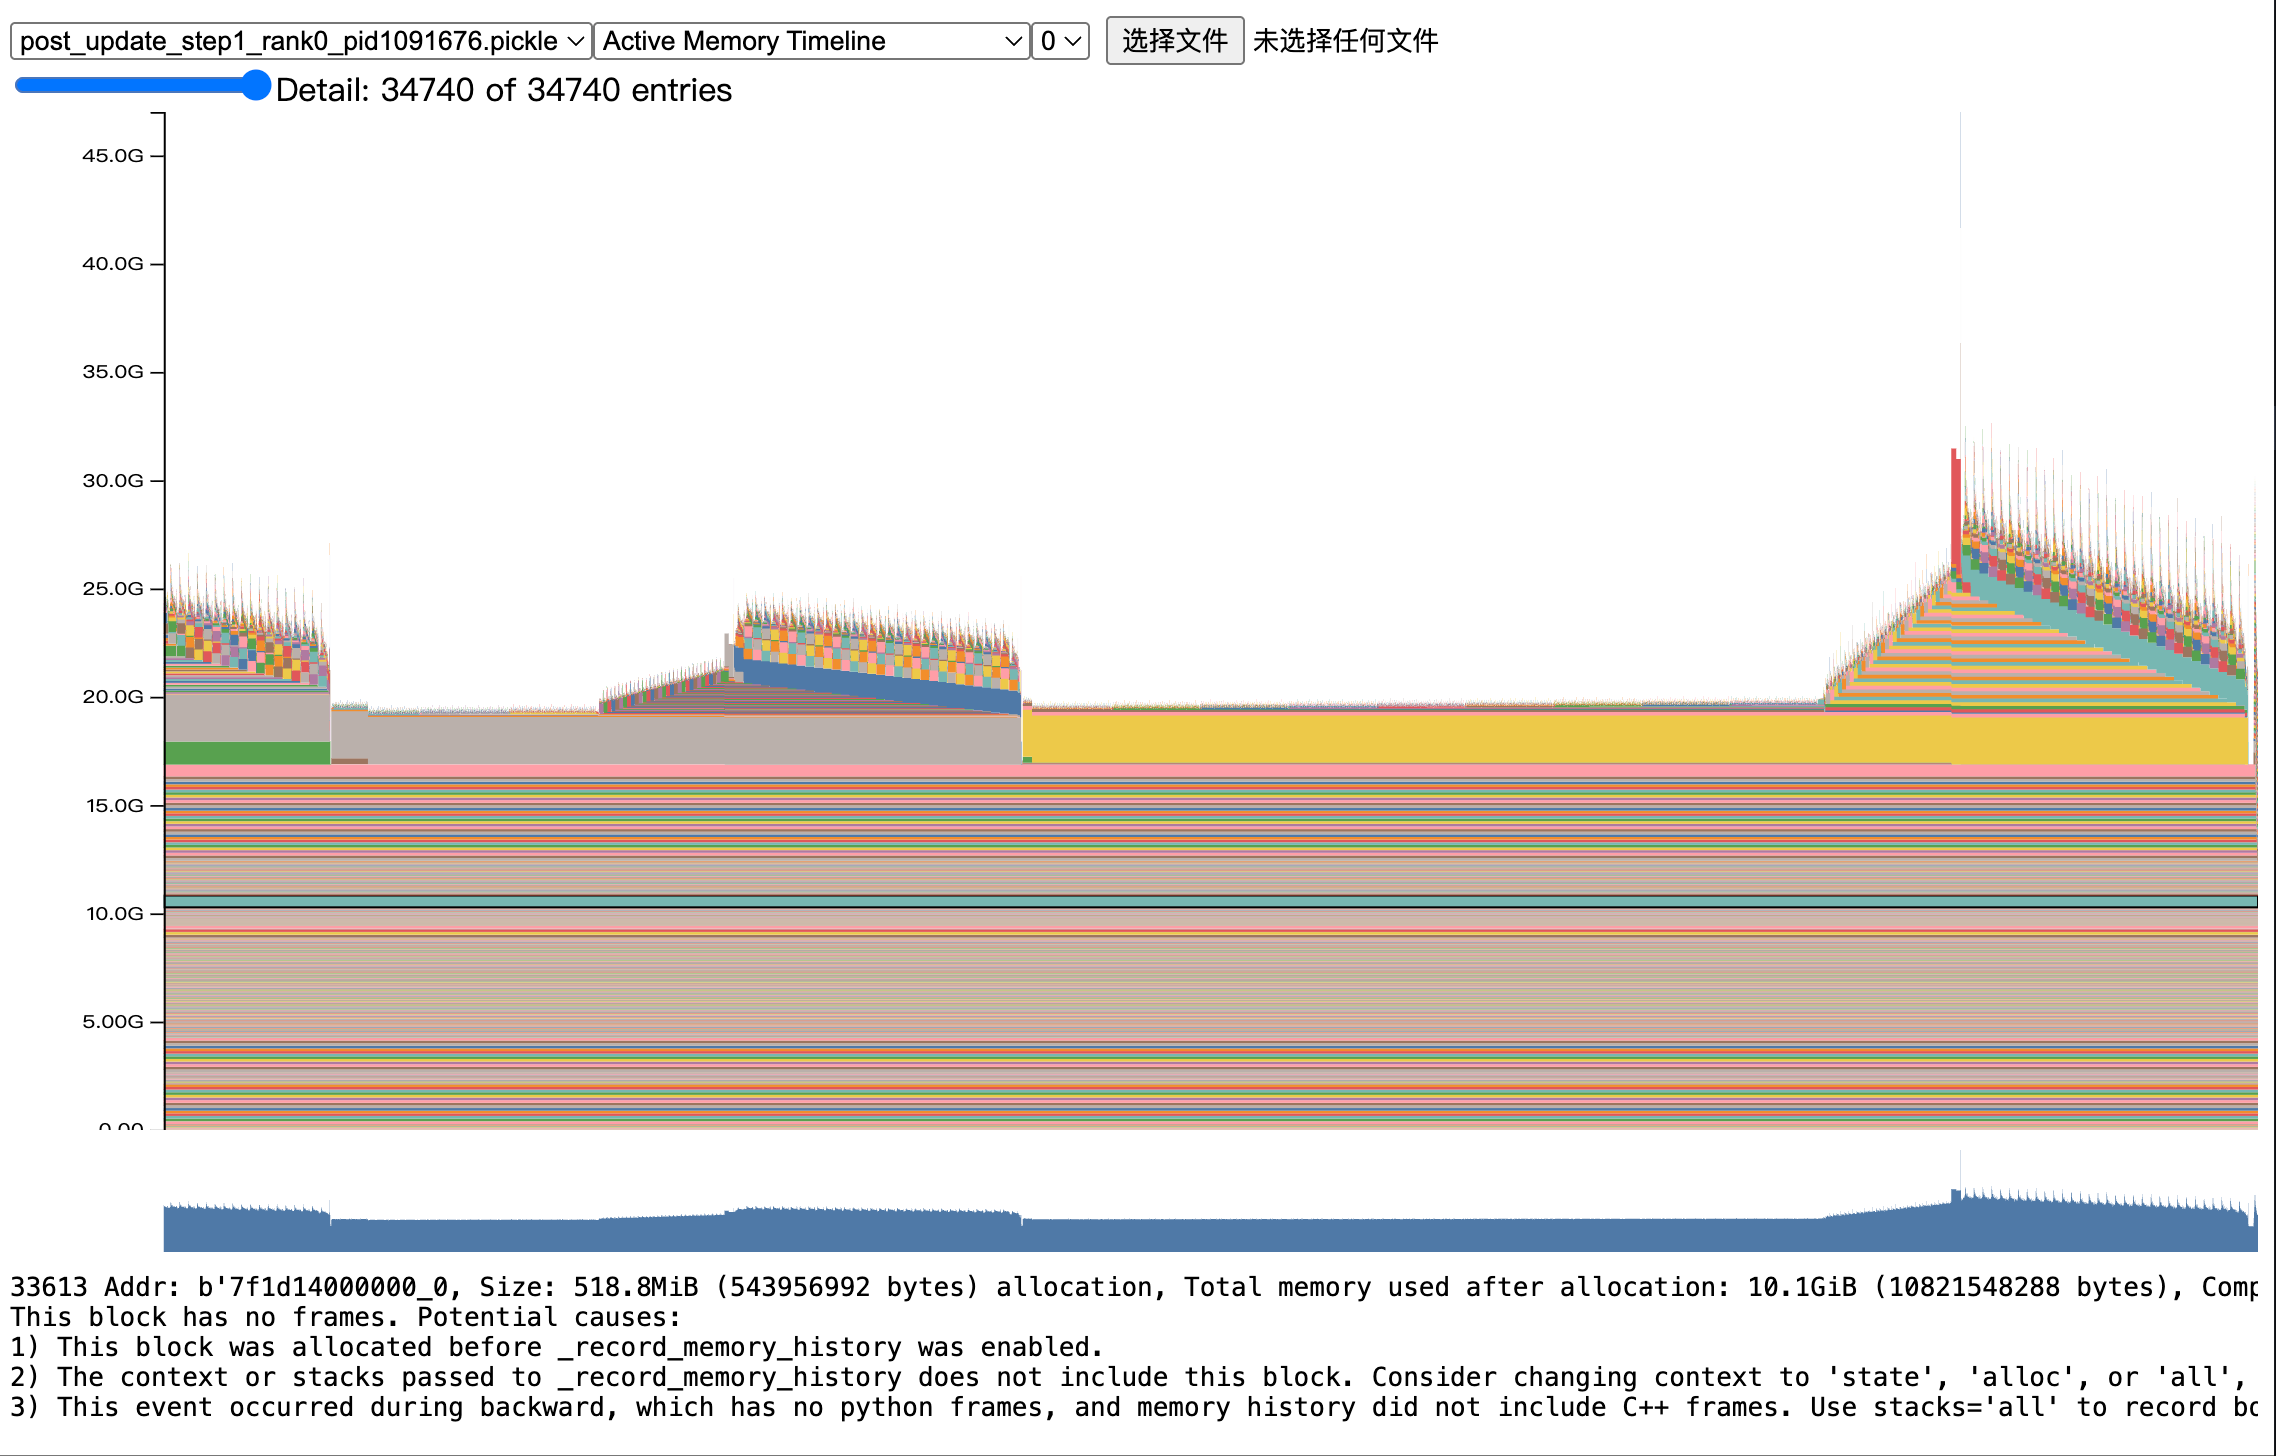 post_update_step1_rank0_pid1091676.pickle Active Memory Timeline 0 选择文件 未选择任何文件
Detail: 34740 of 34740 entries
45.0G
40.0G
35.0G
30.0G
25.0G
20.0G
15.0G
10.0G
5.00G
0.00
33613 Addr: b'7f1d14000000_0, Size: 518.8MiB (543956992 bytes) allocation, Total memory used after allocation: 10.1GiB (10821548288 bytes), Comp
This block has no frames. Potential causes:
1) This block was allocated before _record_memory_history was enabled.
2) The context or stacks passed to _record_memory_history does not include this block. Consider changing context to 'state', 'alloc', or 'all',
3) This event occurred during backward, which has no python frames, and memory history did not include C++ frames. Use stacks='all' to record bo